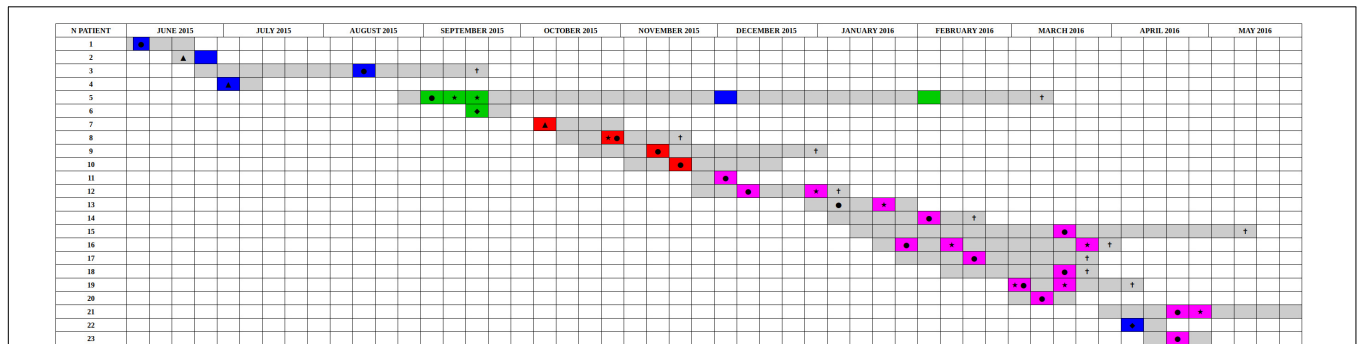 N PATIENT JUNE 2015 JULY 2015 AUGUST 2015 SEPTEMBER 2015 OCTOBER 2015 NOVEMBER 2015 DECEMBER 2015 JANUARY 2016 FEBRUARY 2016 MARCH 2016 APRIL 2016 MAY 2016
1 ●
2 ▲
3 ● †
4 ▲
5 ● ★ ★ †
6 ◆
7 ▲
8 ★ ● †
9 ● †
10 ●
11 ●
12 ● ★ †
13 ● ★
14 ● †
15 ● †
16 ● ★ ★ †
17 ● †
18 ● †
19 ★ ● ★ †
20 ●
21 ● ★
22 ★
23 ●